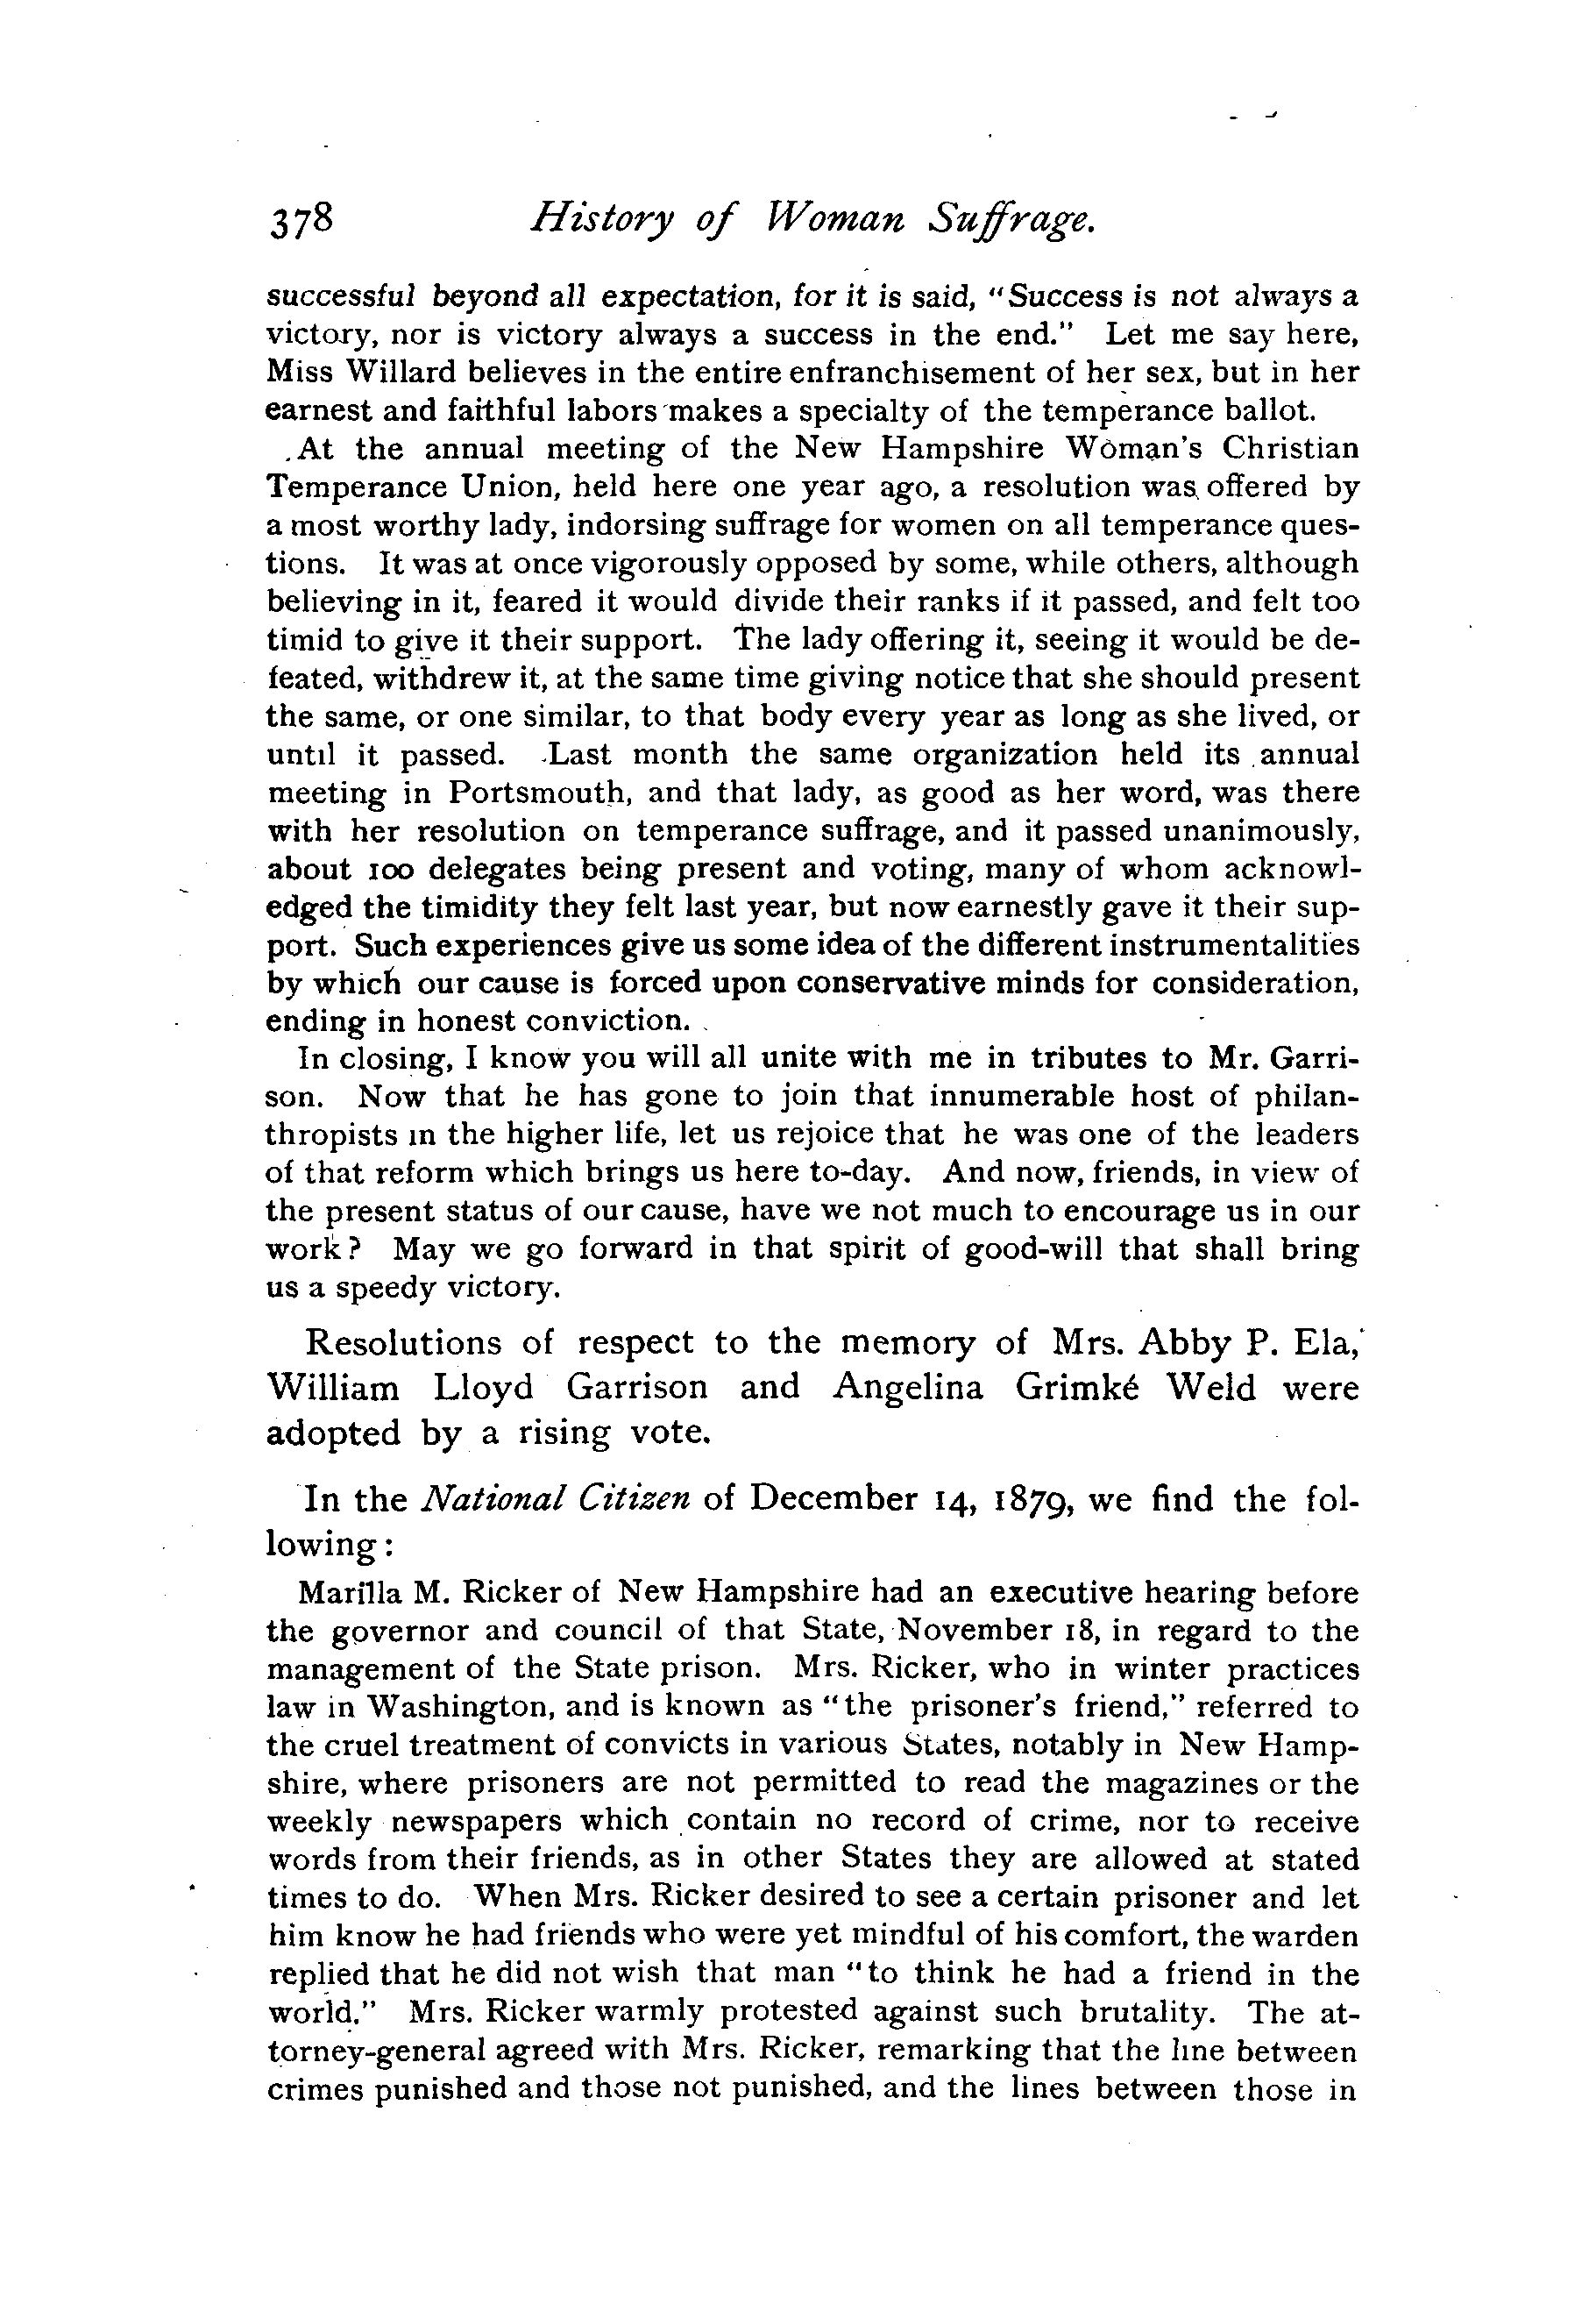 378 History of Woman Suffrage.
successful beyond all expectation, for it is said, "Success is not always a
victory, nor is victory always a success in the end." Let me say here,
Miss Willard believes in the entire enfranchisement of her sex, but in her
earnest and faithful labors makes a specialty of the temperance ballot.
At the annual meeting of the New Hampshire Woman's Christian
Temperance Union, held here one year ago, a resolution was offered by
a most worthy lady, indorsing suffrage for women on all temperance ques-
tions. It was at once vigorously opposed by some, while others, although
believing in it, feared it would divide their ranks if it passed, and felt too
timid to give it their support. The lady offering it, seeing it would be de-
feated, withdrew it, at the same time giving notice that she should present
the same, or one similar, to that body every year as long as she lived, or
until it passed. Last month the same organization held its annual
meeting in Portsmouth, and that lady, as good as her word, was there
with her resolution on temperance suffrage, and it passed unanimously,
about 100 delegates being present and voting, many of whom acknowl-
edged the timidity they felt last year, but now earnestly gave it their sup-
port. Such experiences give us some idea of the different instrumentalities
by which our cause is forced upon conservative minds for consideration,
ending in honest conviction.
In closing, I know you will all unite with me in tributes to Mr. Garri-
son. Now that he has gone to join that innumerable host of philan-
thropists in the higher life, let us rejoice that he was one of the leaders
of that reform which brings us here to-day. And now, friends, in view of
the present status of our cause, have we not much to encourage us in our
work? May we go forward in that spirit of good-will that shall bring
us a speedy victory.
Resolutions of respect to the memory of Mrs. Abby P. Ela,
William Lloyd Garrison and Angelina Grimké Weld were
adopted by a rising vote.
In the National Citizen of December 14, 1879, we find the fol-
lowing:
Marilla M. Ricker of New Hampshire had an executive hearing before
the governor and council of that State, November 18, in regard to the
management of the State prison. Mrs. Ricker, who in winter practices
law in Washington, and is known as "the prisoner's friend," referred to
the cruel treatment of convicts in various States, notably in New Hamp-
shire, where prisoners are not permitted to read the magazines or the
weekly newspapers which contain no record of crime, nor to receive
words from their friends, as in other States they are allowed at stated
times to do. When Mrs. Ricker desired to see a certain prisoner and let
him know he had friends who were yet mindful of his comfort, the warden
replied that he did not wish that man "to think he had a friend in the
world." Mrs. Ricker warmly protested against such brutality. The at-
torney-general agreed with Mrs. Ricker, remarking that the line between
crimes punished and those not punished, and the lines between those in